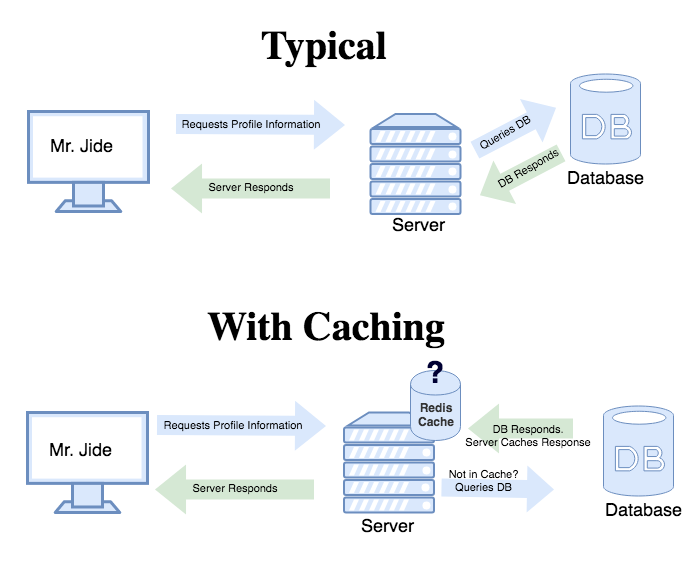 Typical
Mr. Jide
Requests Profile Information
Server Responds
Server
Queries DB
DB Responds
DB
Database
With Caching
Mr. Jide
Requests Profile Information
Server Responds
?
Redis
Cache
Server
DB Responds.
Server Caches Response
Not in Cache?
Queries DB
DB
Database